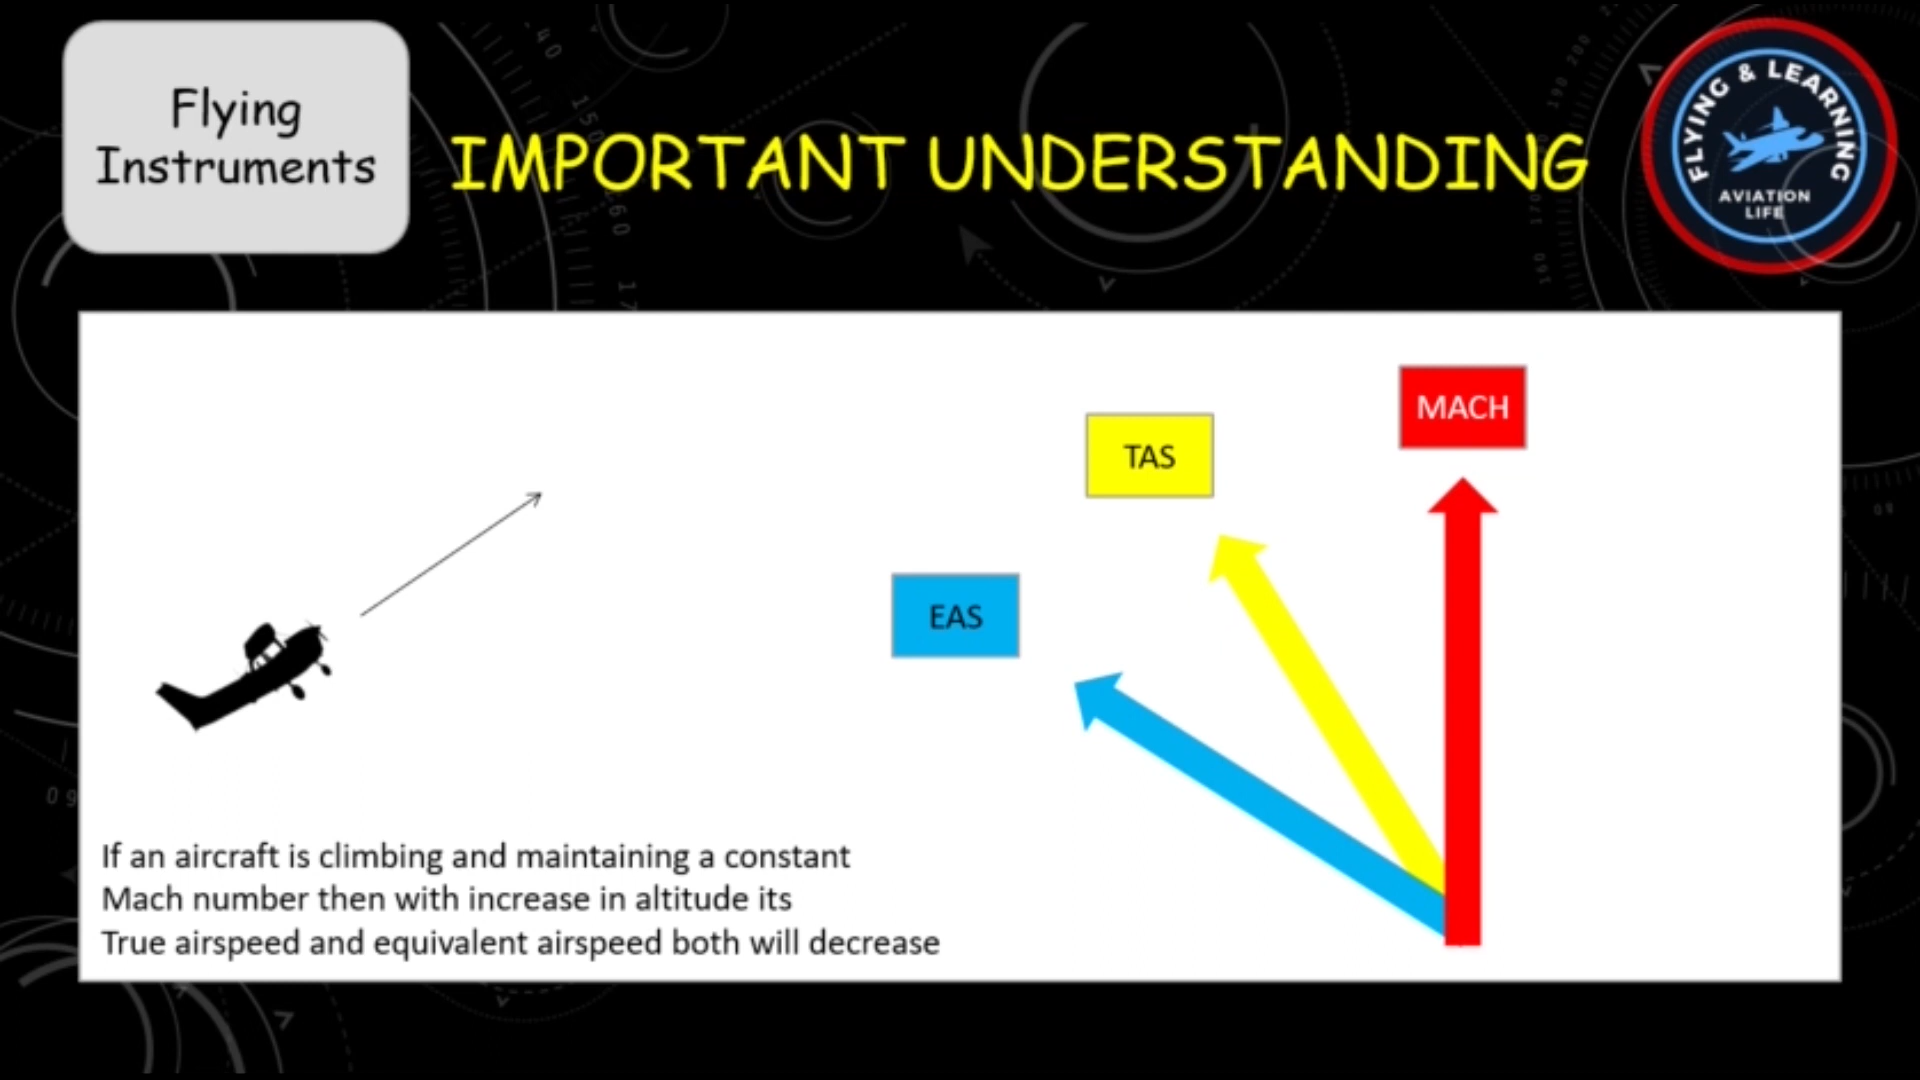 Flying
Instruments
IMPORTANT UNDERSTANDING
FLYING & LEARNING
AVIATION
LIFE
MACH
TAS
EAS
If an aircraft is climbing and maintaining a constant
Mach number then with increase in altitude its
True airspeed and equivalent airspeed both will decrease